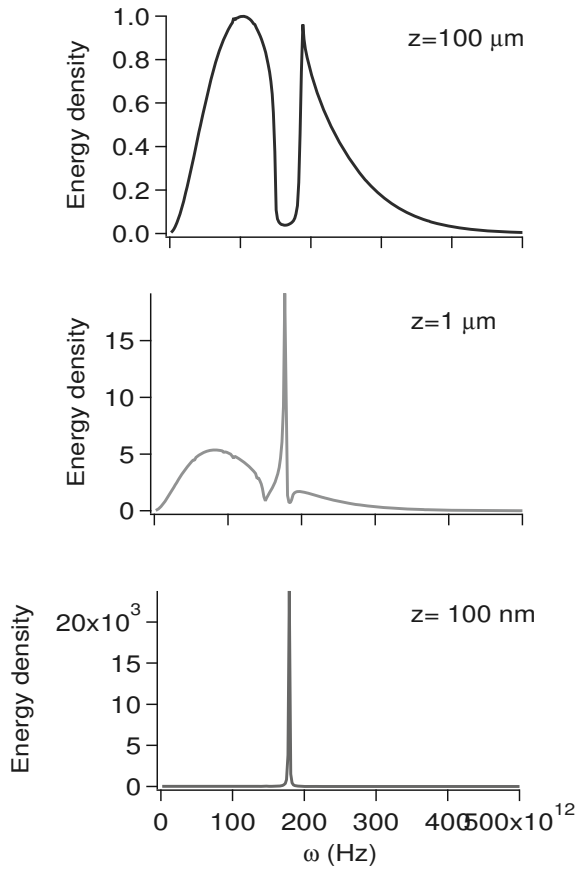 Energy density
1.0
0.8
0.6
0.4
0.2
0.0
z=100 μm
Energy density
15
10
5
0
z=1 μm
Energy density
20x10³
15
10
5
0
z= 100 nm
0 100 200 300 400 500x10¹²
ω (Hz)